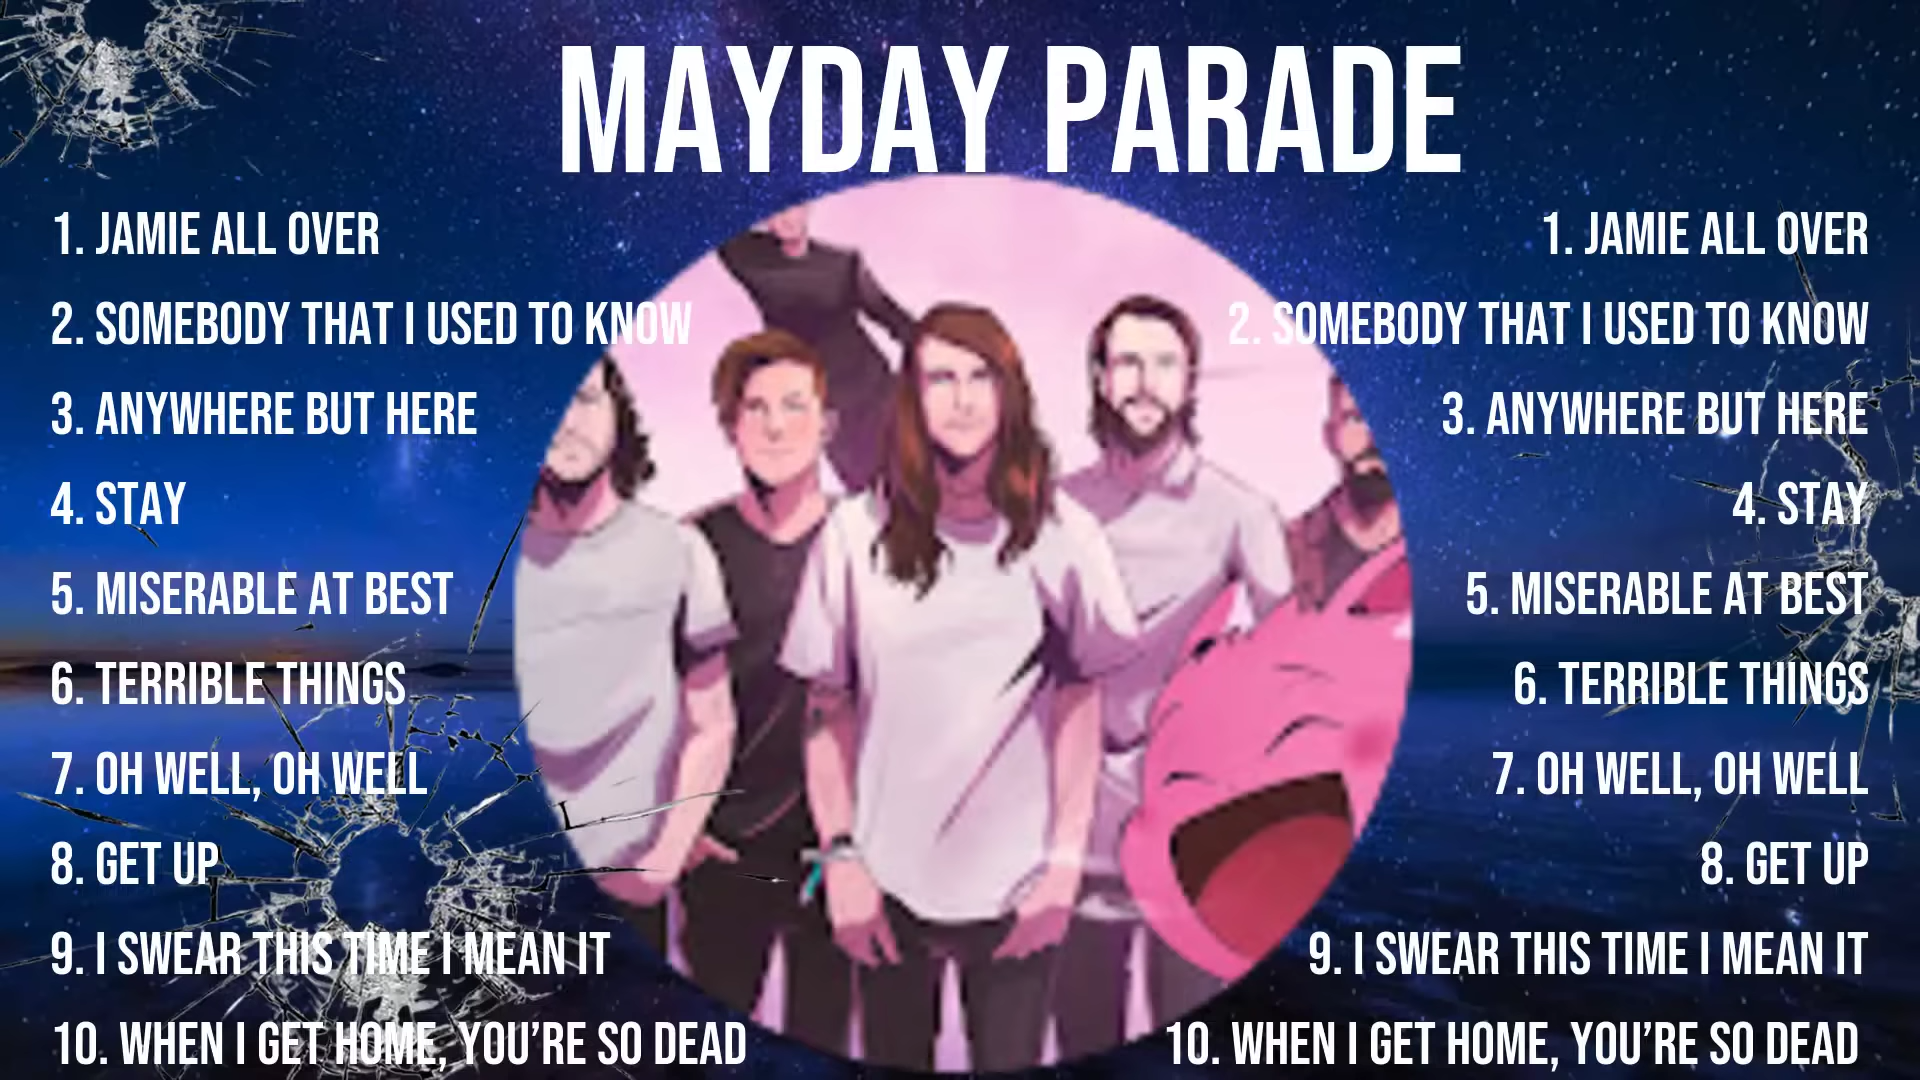 MAYDAY PARADE
1. JAMIE ALL OVER
2. SOMEBODY THAT I USED TO KNOW
3. ANYWHERE BUT HERE
4. STAY
5. MISERABLE AT BEST
6. TERRIBLE THINGS
7. OH WELL, OH WELL
8. GET UP
9. I SWEAR THIS TIME I MEAN IT
10. WHEN I GET HOME, YOU’RE SO DEAD
1. JAMIE ALL OVER
2. SOMEBODY THAT I USED TO KNOW
3. ANYWHERE BUT HERE
4. STAY
5. MISERABLE AT BEST
6. TERRIBLE THINGS
7. OH WELL, OH WELL
8. GET UP
9. I SWEAR THIS TIME I MEAN IT
10. WHEN I GET HOME, YOU’RE SO DEAD